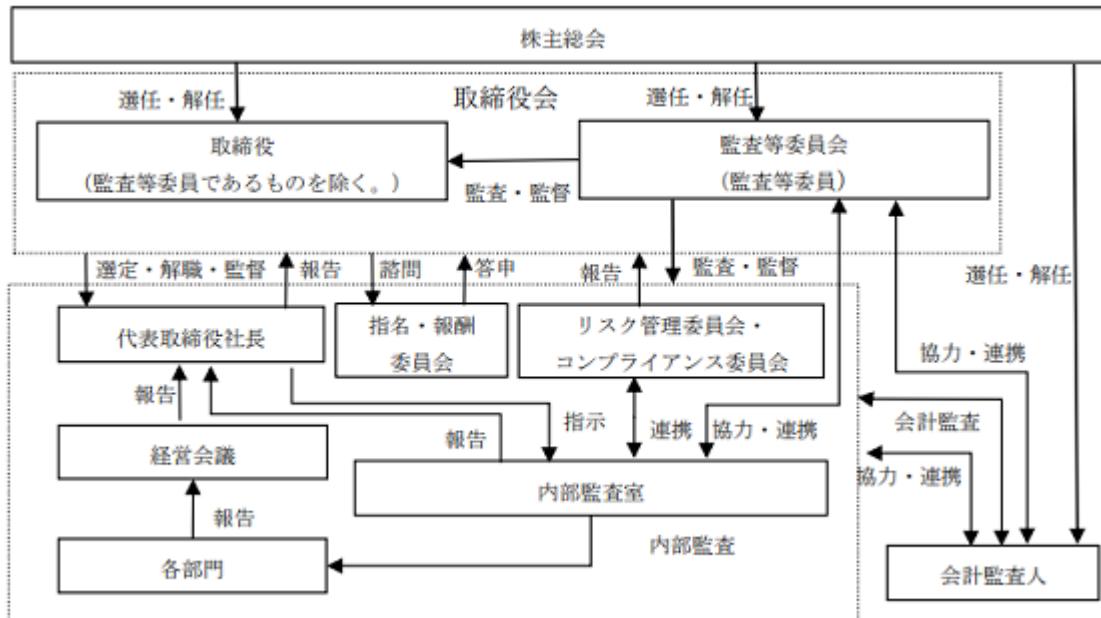 株主総会
選任・解任
取締役会
選任・解任
取締役
(監査等委員であるものを除く。)
監査・監督
監査等委員会
(監査等委員)
選定・解職・監督
報告
諮問
答申
報告
監査・監督
選任・解任
代表取締役社長
指名・報酬
委員会
リスク管理委員会・
コンプライアンス委員会
協力・連携
報告
報告
指示
連携
協力・連携
会計監査
経営会議
内部監査室
協力・連携
報告
内部監査
各部門
会計監査人